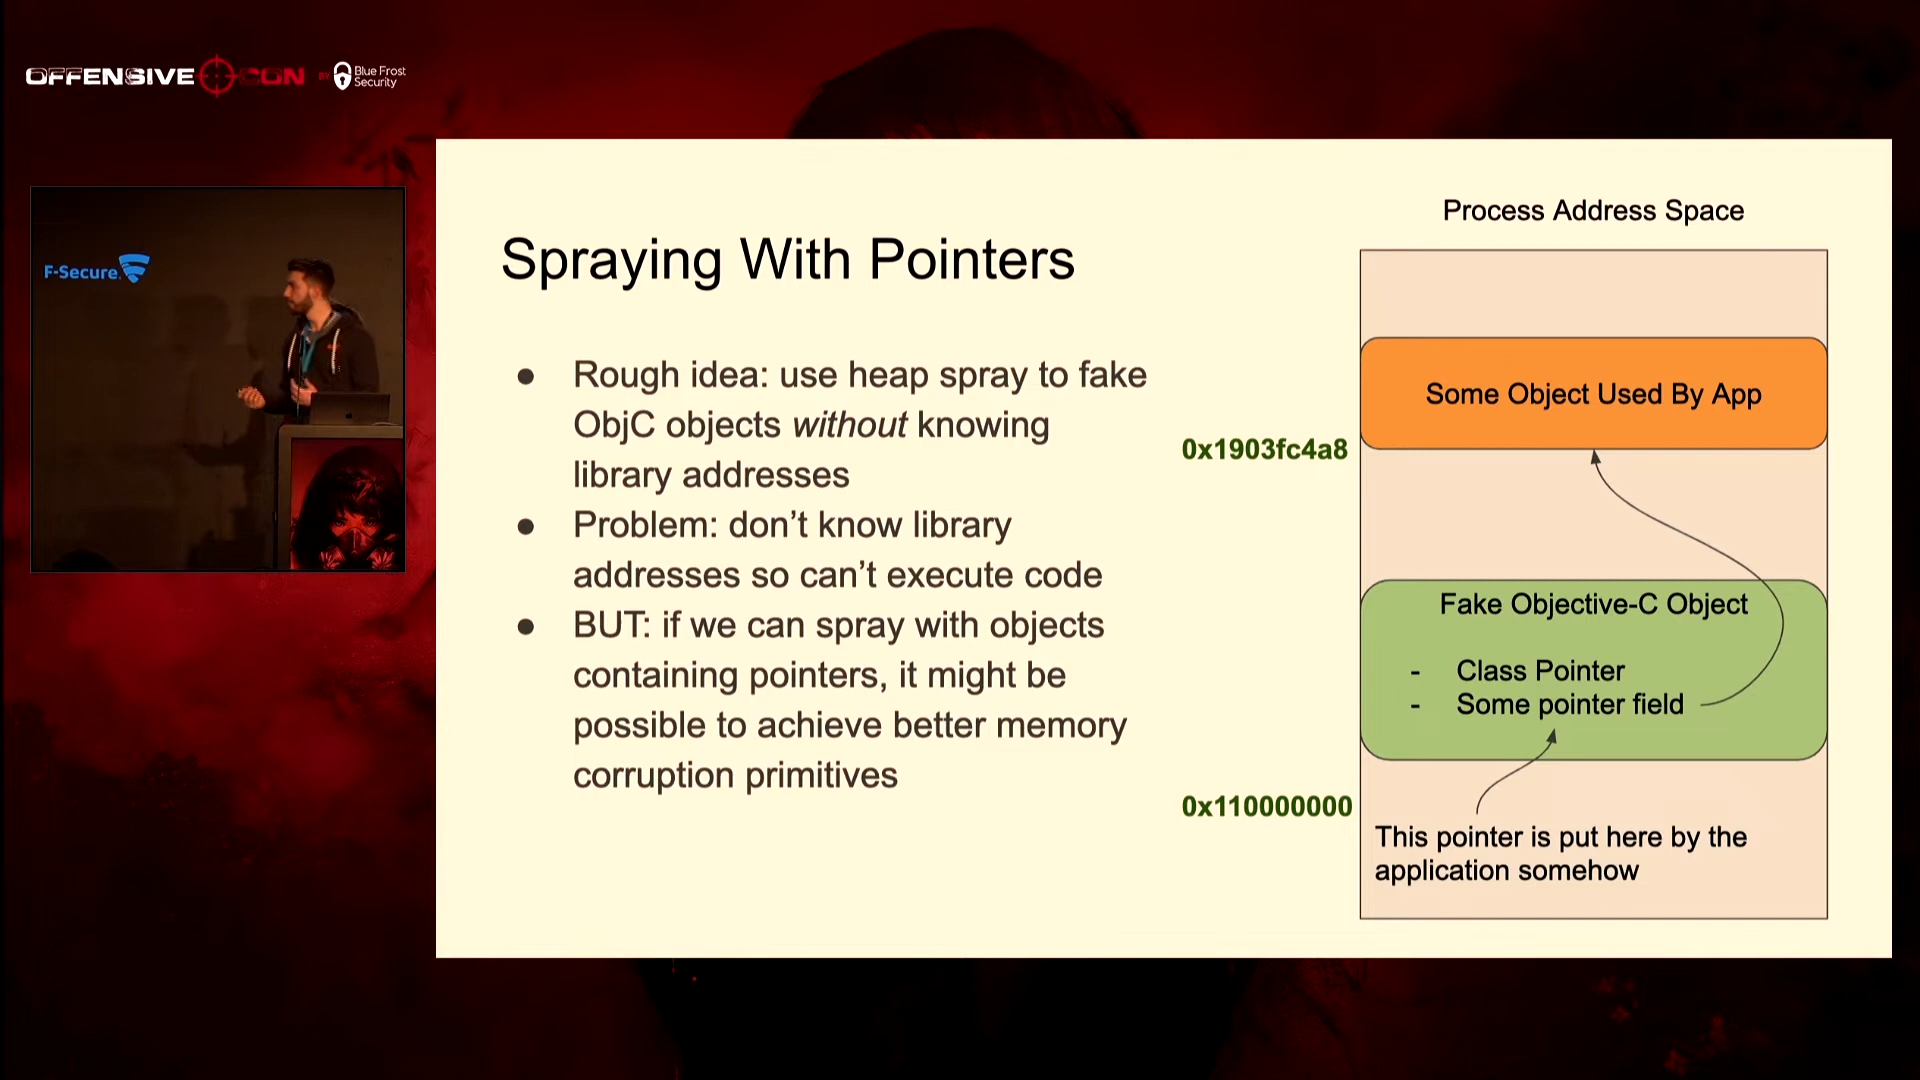 OFFENSIVE CON BY Blue Frost Security
F-Secure.
Process Address Space
Spraying With Pointers
● Rough idea: use heap spray to fake
ObjC objects without knowing
library addresses
● Problem: don’t know library
addresses so can’t execute code
● BUT: if we can spray with objects
containing pointers, it might be
possible to achieve better memory
corruption primitives
Some Object Used By App
0x1903fc4a8
Fake Objective-C Object
- Class Pointer
- Some pointer field
0x110000000
This pointer is put here by the
application somehow